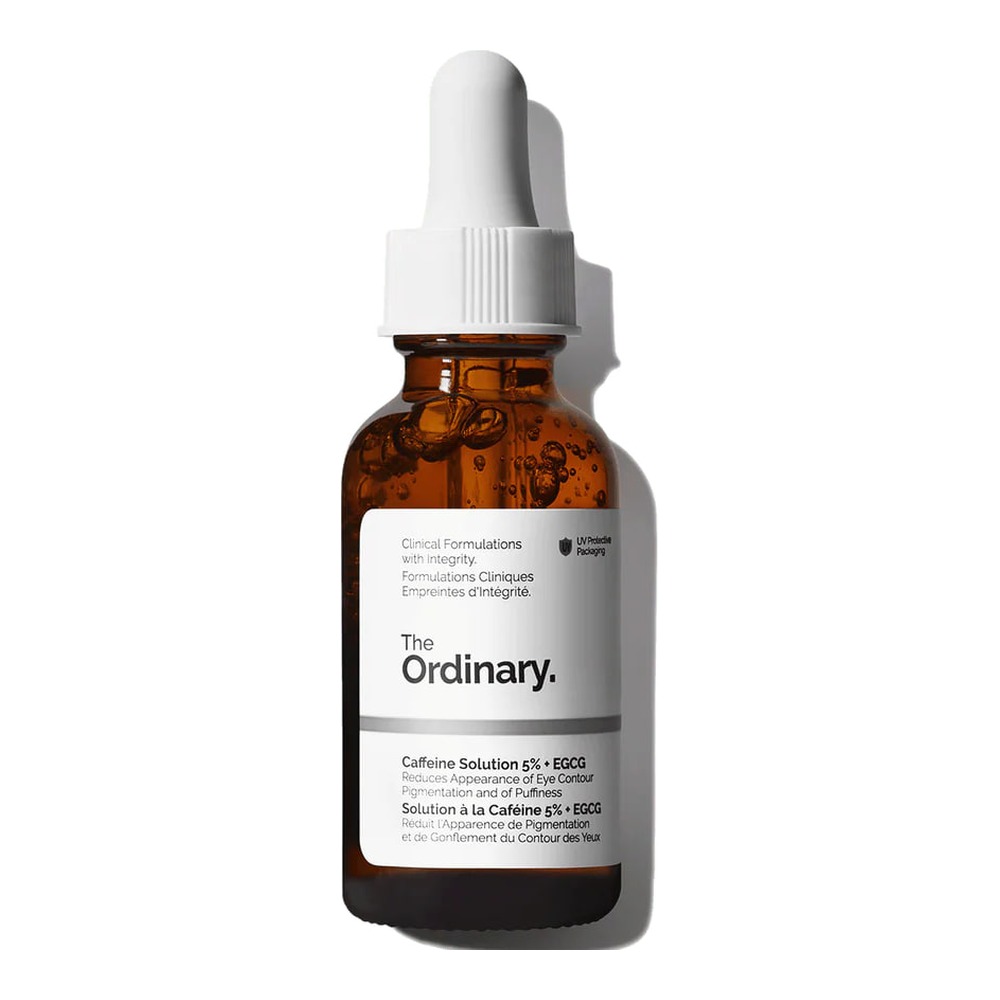 Clinical Formulations
with Integrity.
Formulations Cliniques
Empreintes d'Intégrité.
UV Protective
Packaging
The
Ordinary.
Caffeine Solution 5% + EGCG
Reduces Appearance of Eye Contour
Pigmentation and of Puffiness
Solution à la Caféine 5% + EGCG
Réduit l'Apparence de Pigmentation
et de Gonflement du Contour des Yeux